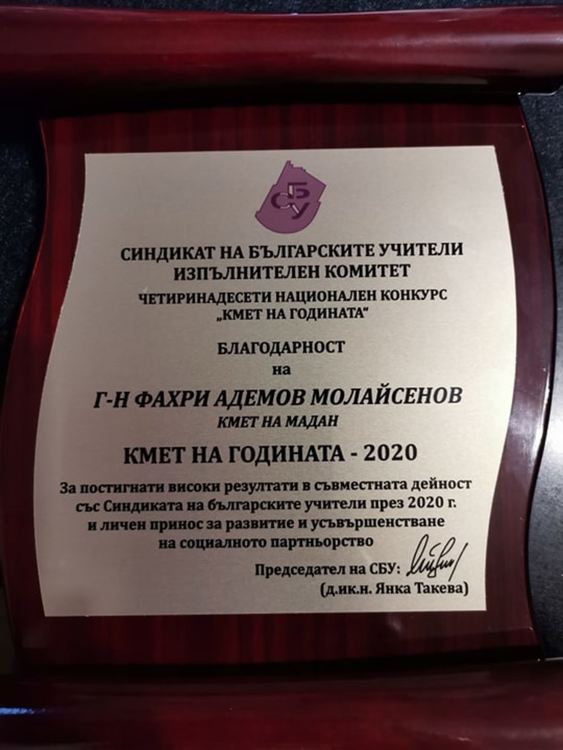 СБУ
СИНДИКАТ НА БЪЛГАРСКИТЕ УЧИТЕЛИ
ИЗПЪЛНИТЕЛЕН КОМИТЕТ
ЧЕТИРИНАДЕСЕТИ НАЦИОНАЛЕН КОНКУРС
„КМЕТ НА ГОДИНАТА“
БЛАГОДАРНОСТ
на
Г-Н ФАХРИ АДЕМОВ МОЛАЙСЕНОВ
КМЕТ НА МАДАН
КМЕТ НА ГОДИНАТА - 2020
За постигнати високи резултати в съвместната дейност
със Синдиката на българските учители през 2020 г.
и личен принос за развитие и усъвършенстване
на социалното партньорство
Председател на СБУ:
(д.ик.н. Янка Такева)